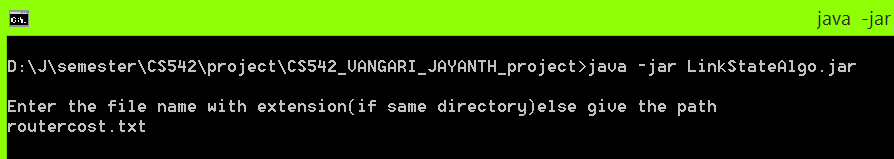 java -jar
D:\J\semester\CS542\project\CS542_VANGARI_JAYANTH_project>java -jar LinkStateAlgo.jar
Enter the file name with extension(if same directory)else give the path
routercost.txt